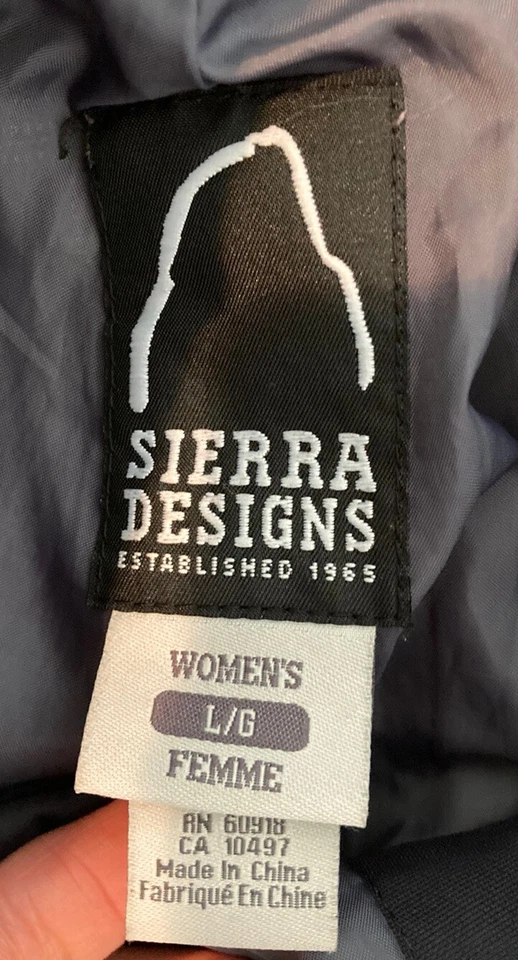 SIERRA
DESIGNS
ESTABLISHED 1965
WOMEN'S
L/G
FEMME
RN 60918
CA 10497
Made In China
Fabriqué En Chine